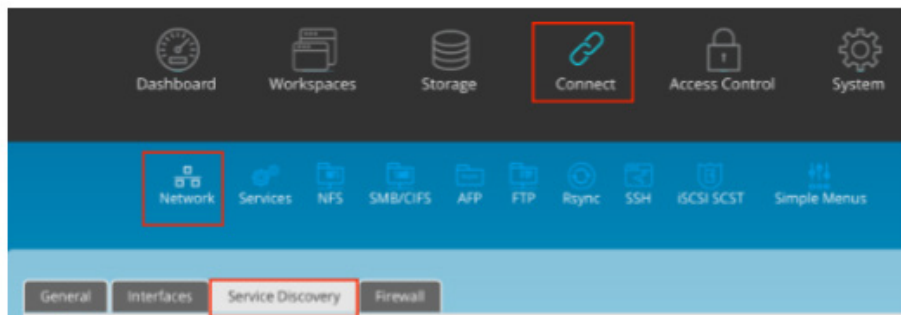 Dashboard Workspaces Storage Connect Access Control System
Network Services NFS SMB/CIFS AFP FTP Rsync SSH iSCSI SCST Simple Menus
General Interfaces Service Discovery Firewall